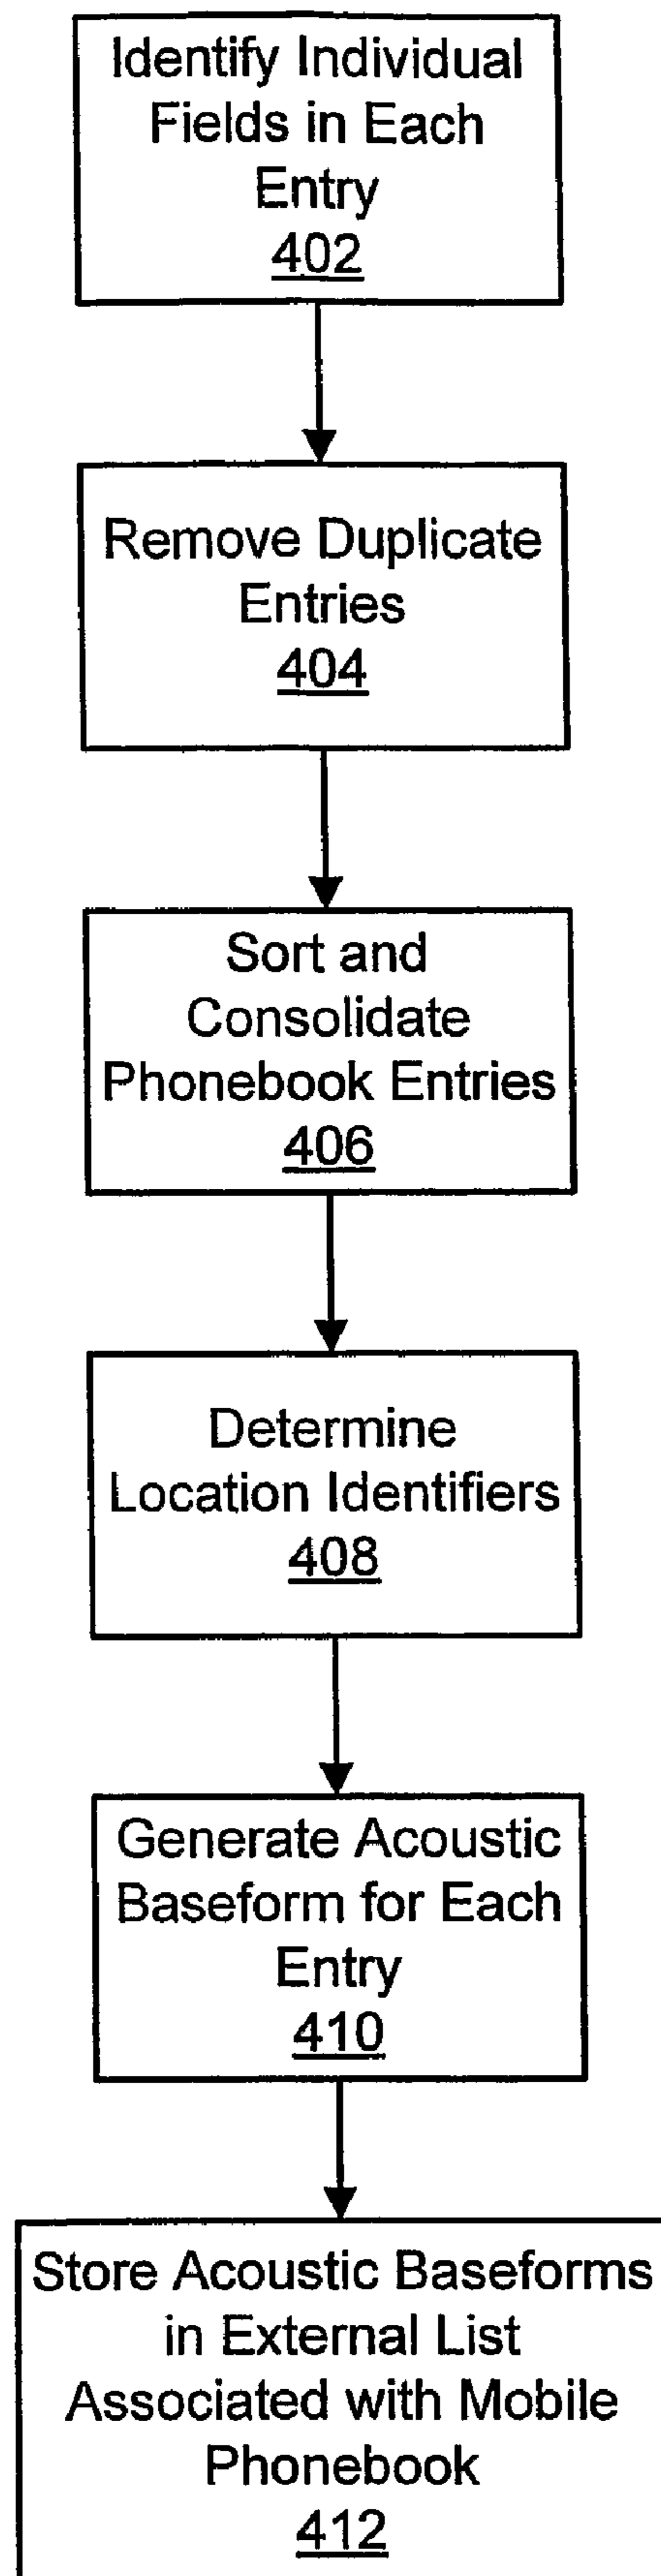 Identify Individual
Fields in Each
Entry
402
Remove Duplicate
Entries
404
Sort and
Consolidate
Phonebook Entries
406
Determine
Location Identifiers
408
Generate Acoustic
Baseform for Each
Entry
410
Store Acoustic Baseforms
in External List
Associated with Mobile
Phonebook
412